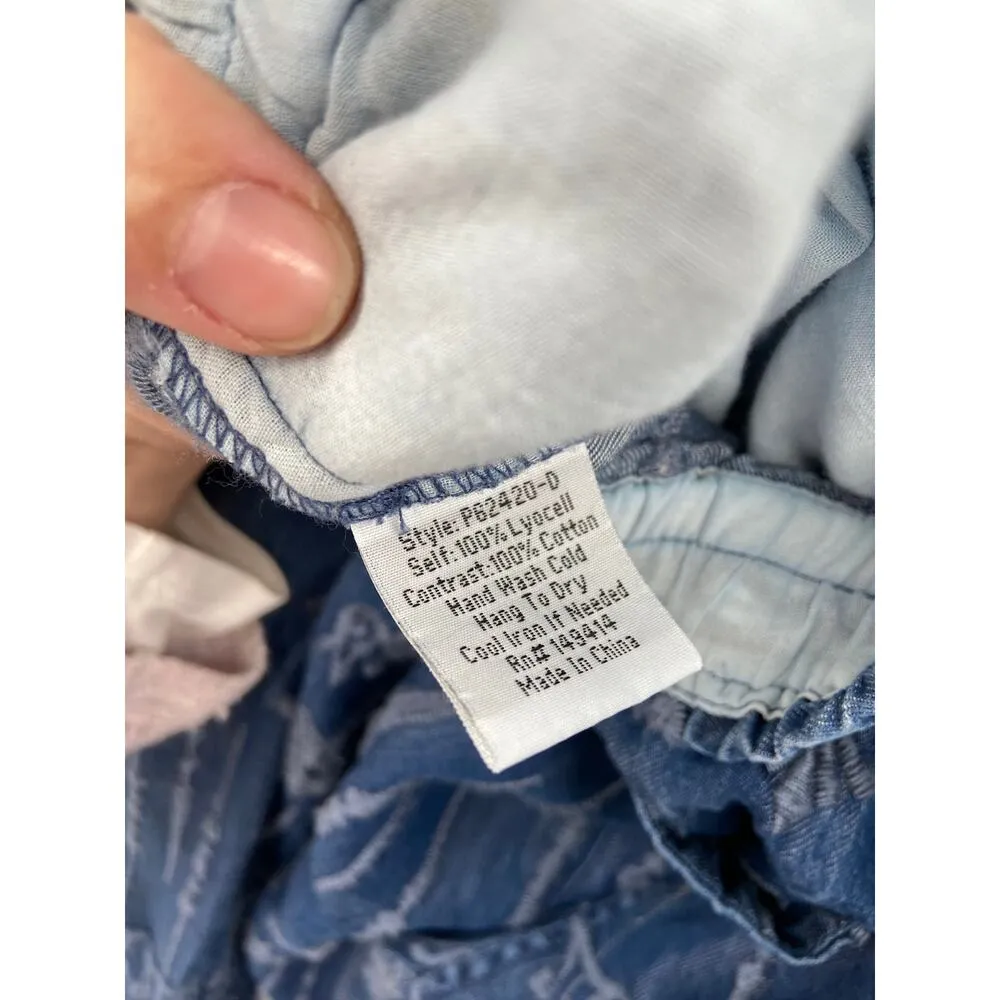 Style: P62420-D
Self:100% Lyocell
Contrast:100% Cotton
Hand Wash Cold
Hang To Dry
Cool Iron If Needed
Rn# 149414
Made In China